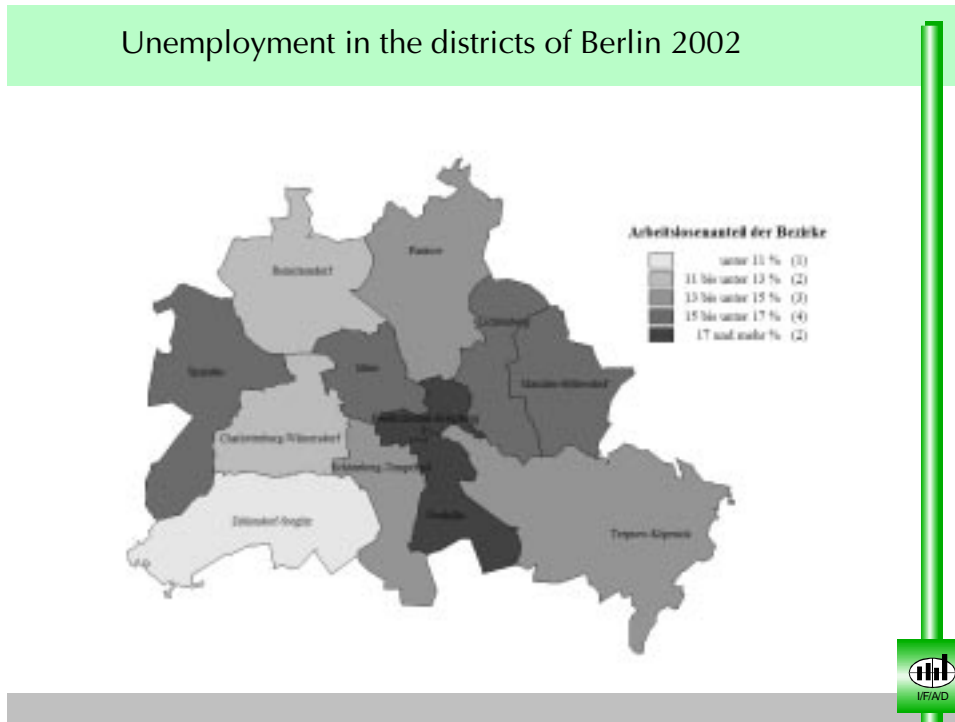 Unemployment in the districts of Berlin 2002
Arbeitslosenanteil der Bezirke
unter 11 % (1)
11 bis unter 13 % (2)
13 bis unter 15 % (3)
15 bis unter 17 % (4)
17 und mehr % (2)
Pankow
Reinickendorf
Lichtenberg
Spandau
Mitte
Marzahn-Hellersdorf
Charlottenburg-Wilmersdorf
Schöneberg-Tempelhof
Zehlendorf-Steglitz
Neukölln
Treptow-Köpenick
I/F/A/D